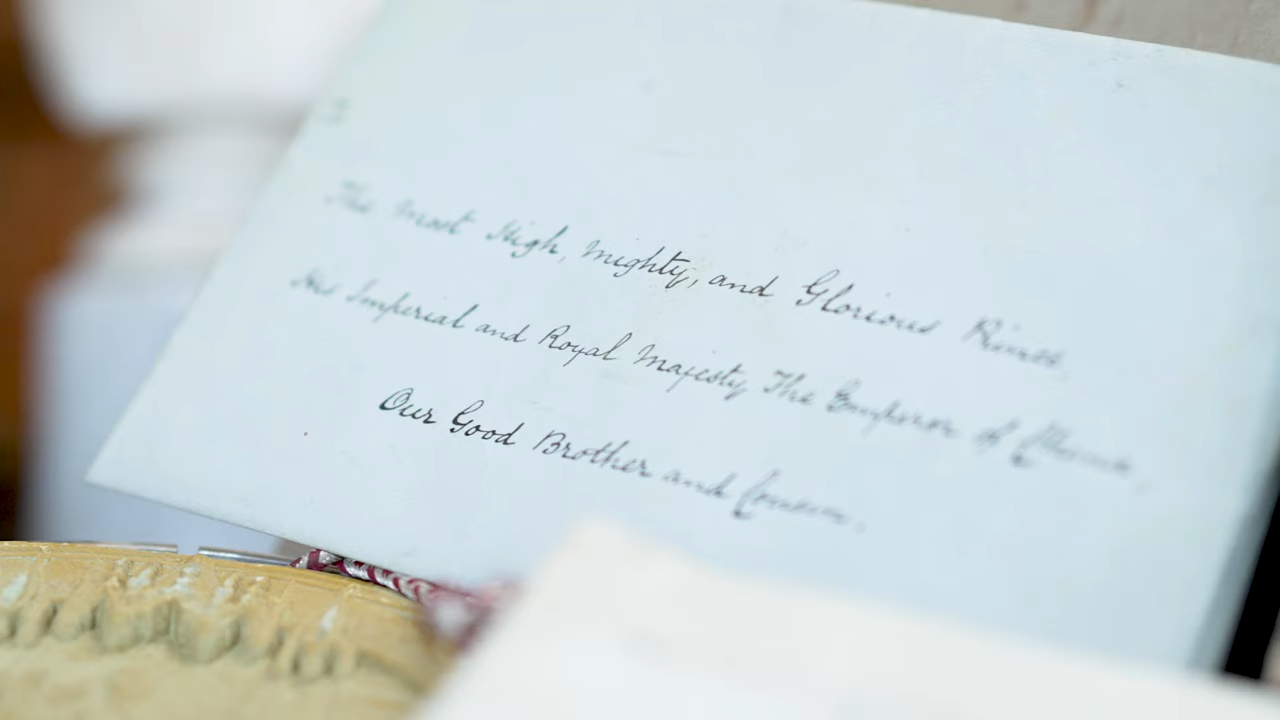 The Most High, Mighty, and Glorious Prince,
His Imperial and Royal Majesty The Emperor of China,
Our Good Brother and Cousin.